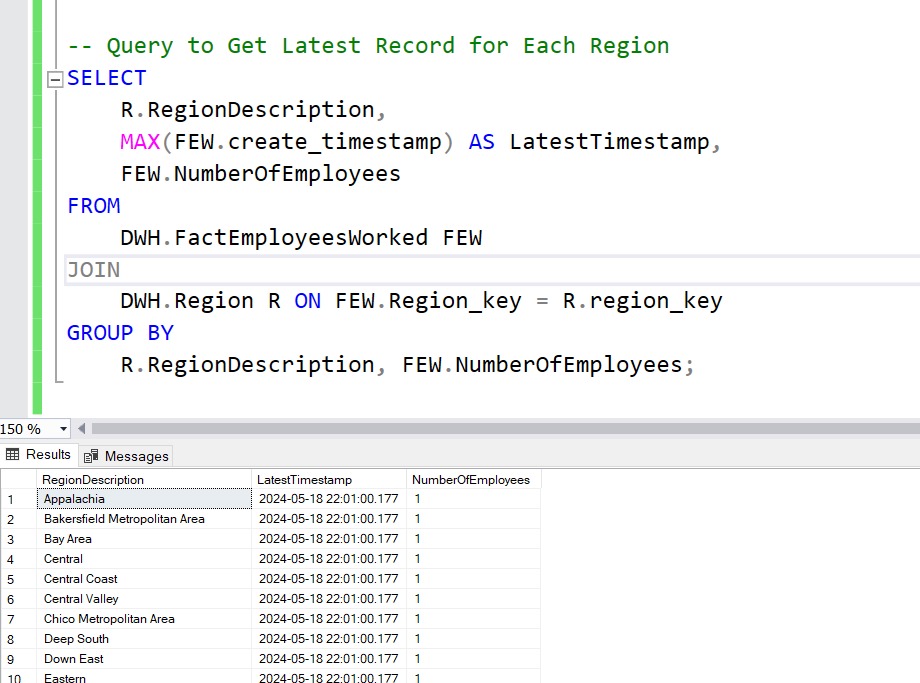 -- Query to Get Latest Record for Each Region
SELECT
R.RegionDescription,
MAX(FEW.create_timestamp) AS LatestTimestamp,
FEW.NumberOfEmployees
FROM
DWH.FactEmployeesWorked FEW
JOIN
DWH.Region R ON FEW.Region_key = R.region_key
GROUP BY
R.RegionDescription, FEW.NumberOfEmployees;
150 %
Results Messages
RegionDescription LatestTimestamp NumberOfEmployees
1 Appalachia 2024-05-18 22:01:00.177 1
2 Bakersfield Metropolitan Area 2024-05-18 22:01:00.177 1
3 Bay Area 2024-05-18 22:01:00.177 1
4 Central 2024-05-18 22:01:00.177 1
5 Central Coast 2024-05-18 22:01:00.177 1
6 Central Valley 2024-05-18 22:01:00.177 1
7 Chico Metropolitan Area 2024-05-18 22:01:00.177 1
8 Deep South 2024-05-18 22:01:00.177 1
9 Down East 2024-05-18 22:01:00.177 1
10 Eastern 2024-05-18 22:01:00.177 1